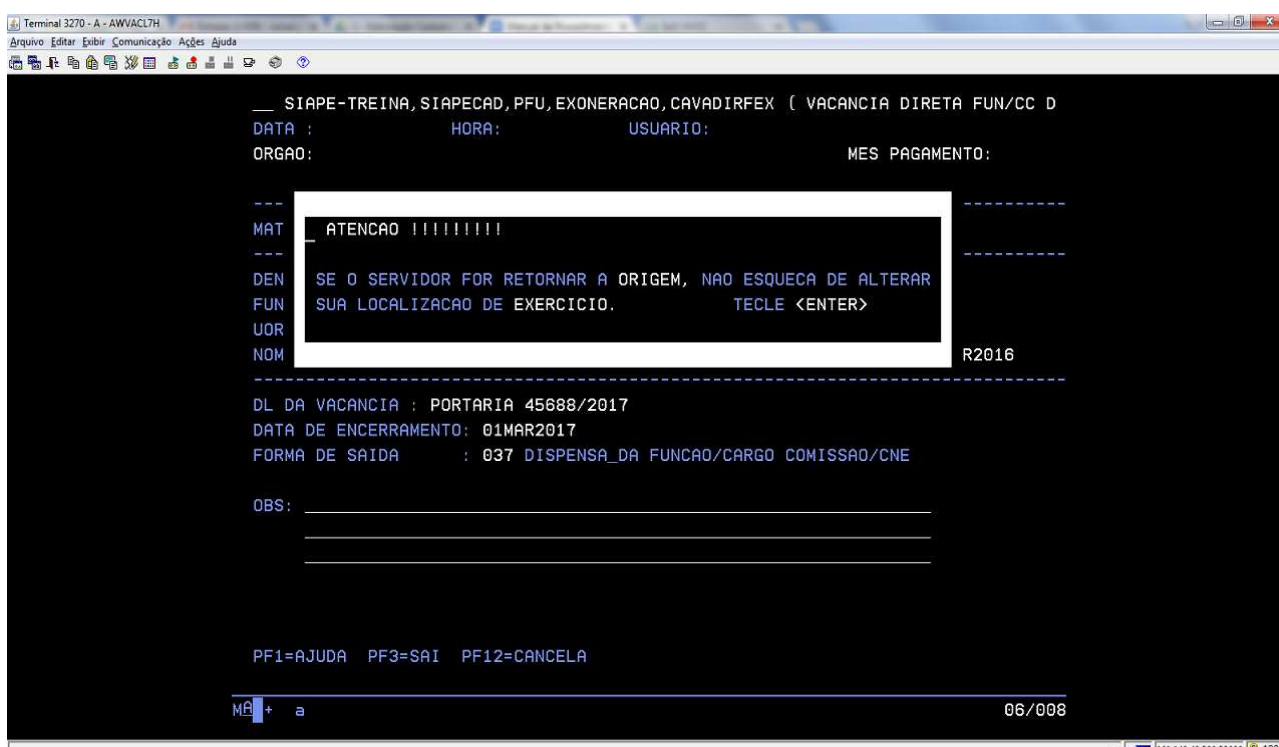 Terminal 3270 - A - AWVACL7H
Arquivo Editar Exibir Comunicação Ações Ajuda
__ SIAPE-TREINA,SIAPECAD,PFU,EXONERACAO,CAVADIRFEX ( VACANCIA DIRETA FUN/CC D
DATA : HORA: USUARIO:
ORGAO: MES PAGAMENTO:
--- ----------
MAT _ ATENCAO !!!!!!!!!
--- ----------
DEN SE O SERVIDOR FOR RETORNAR A ORIGEM, NAO ESQUECA DE ALTERAR
FUN SUA LOCALIZACAO DE EXERCICIO. TECLE <ENTER>
UOR
NOM R2016
------------------------------------------------------------------------------
DL DA VACANCIA : PORTARIA 45688/2017
DATA DE ENCERRAMENTO: 01MAR2017
FORMA DE SAIDA : 037 DISPENSA_DA FUNCAO/CARGO COMISSAO/CNE
OBS: ____________________________________________________________
____________________________________________________________
____________________________________________________________
PF1=AJUDA PF3=SAI PF12=CANCELA
MA + a 06/008